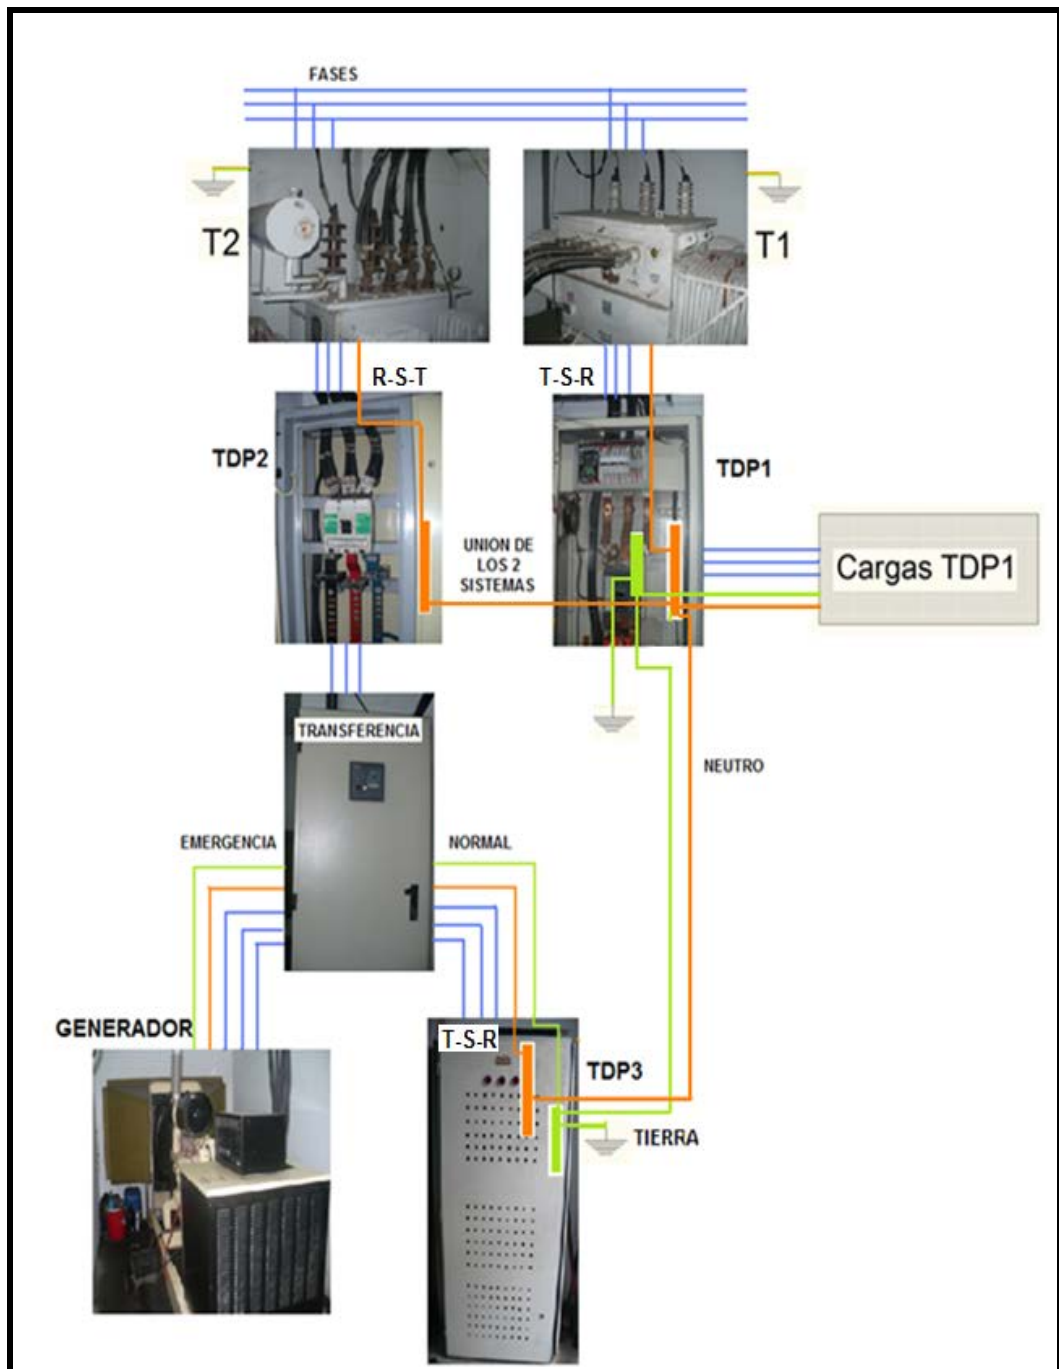 FASES
T2
T1
R-S-T
T-S-R
TDP2
TDP1
UNION DE
LOS 2
SISTEMAS
Cargas TDP1
TRANSFERENCIA
NEUTRO
EMERGENCIA
NORMAL
GENERADOR
T-S-R
TDP3
TIERRA